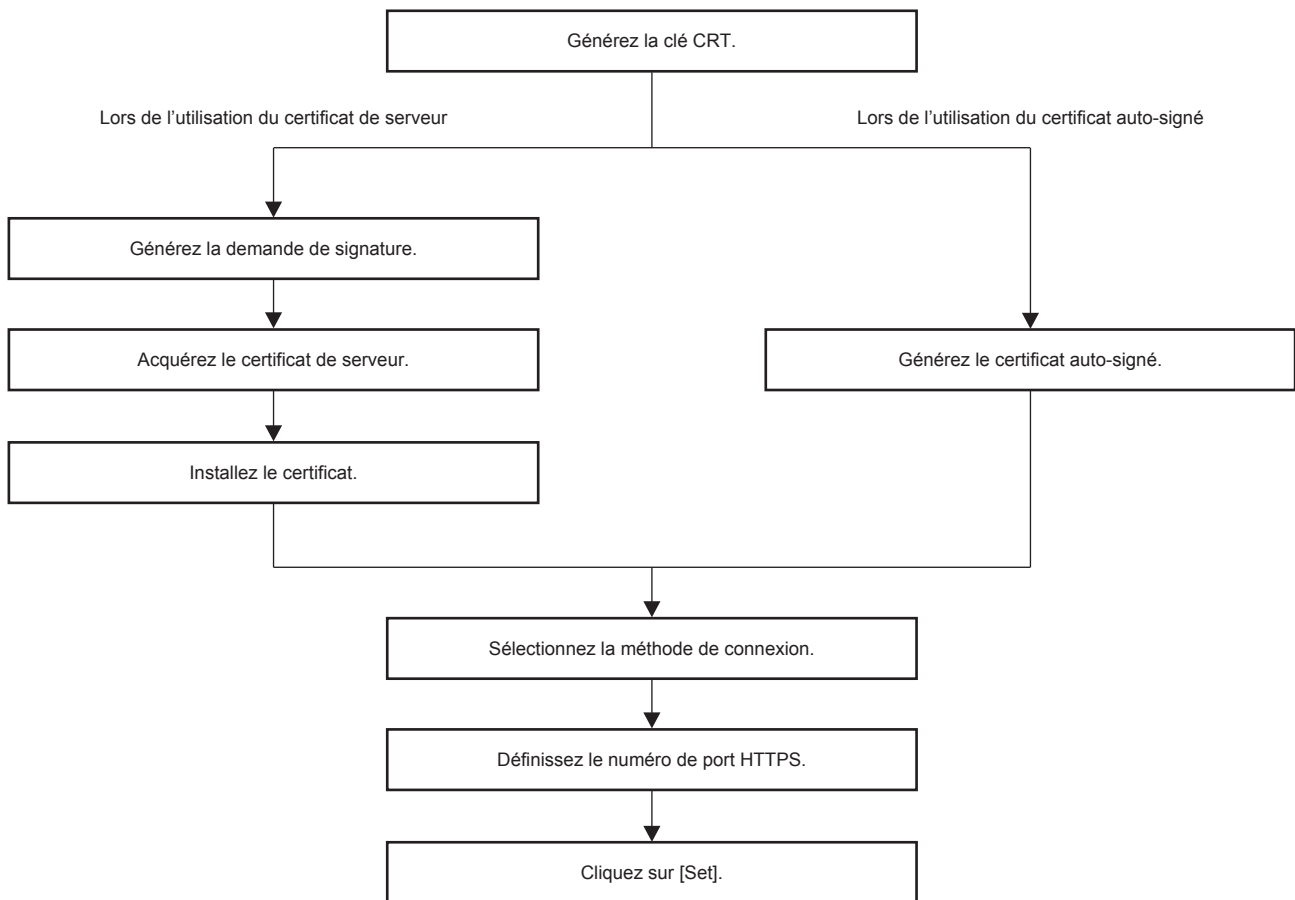 Générez la clé CRT.
Lors de l’utilisation du certificat de serveur
Lors de l’utilisation du certificat auto-signé
Générez la demande de signature.
Acquérez le certificat de serveur.
Générez le certificat auto-signé.
Installez le certificat.
Sélectionnez la méthode de connexion.
Définissez le numéro de port HTTPS.
Cliquez sur [Set].